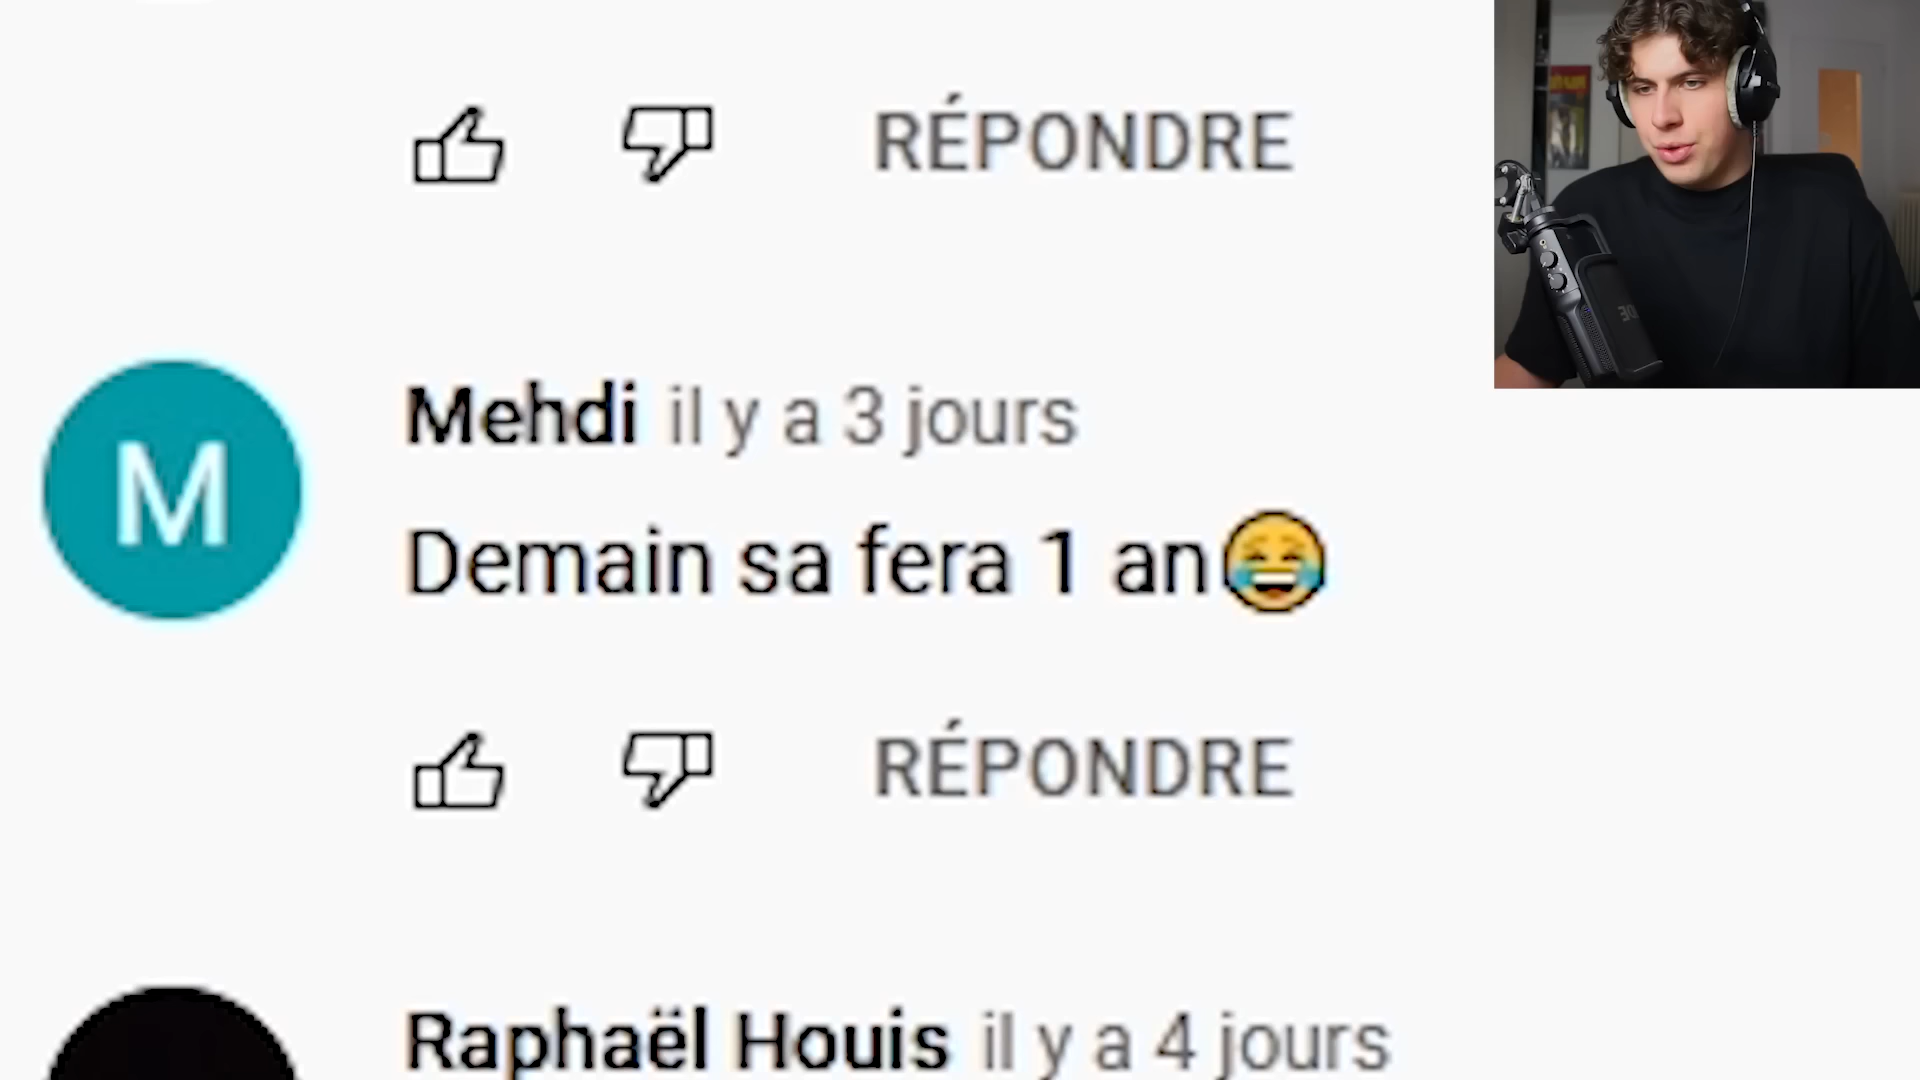 RÉPONDRE
M
Mehdi il y a 3 jours
Demain sa fera 1 an😂
RÉPONDRE
Raphaël Houis il y a 4 jours